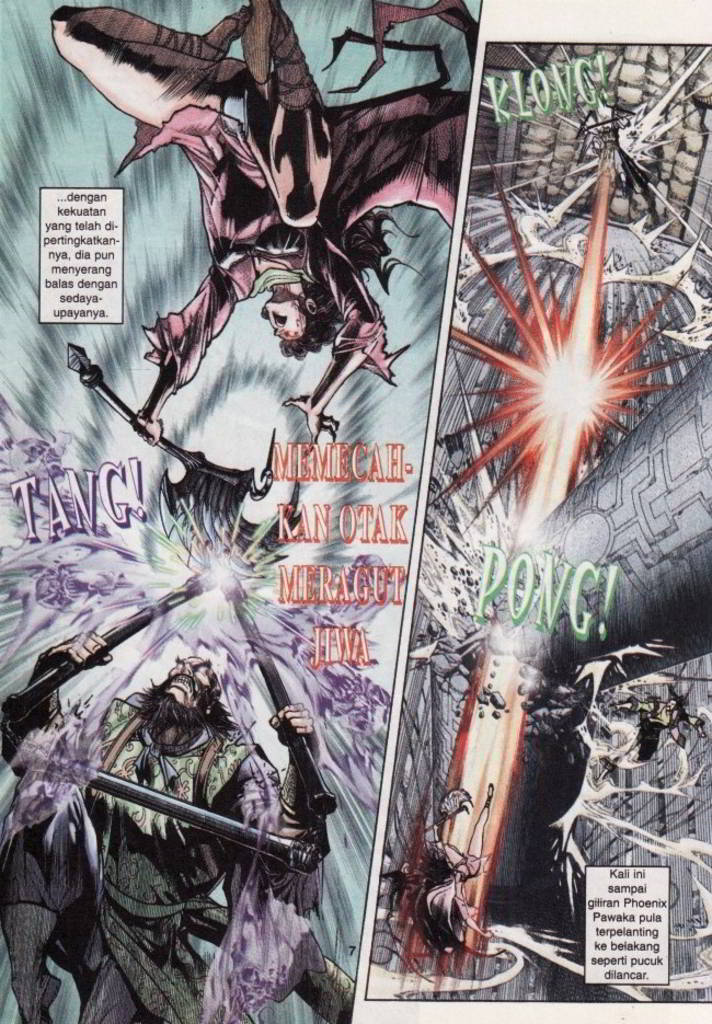 ...dengan
kekuatan
yang telah di-
pertingkatkan-
nya, dia pun
menyerang
balas dengan
sedaya-
upayanya.
TANG!
MEMECAH-
KAN OTAK
MERAGUT
JIWA
7
KLONG!
PONG!
Kali ini
sampai
giliran Phoenix
Pawaka pula
terpelanting
ke belakang
seperti pucuk
dilancar.